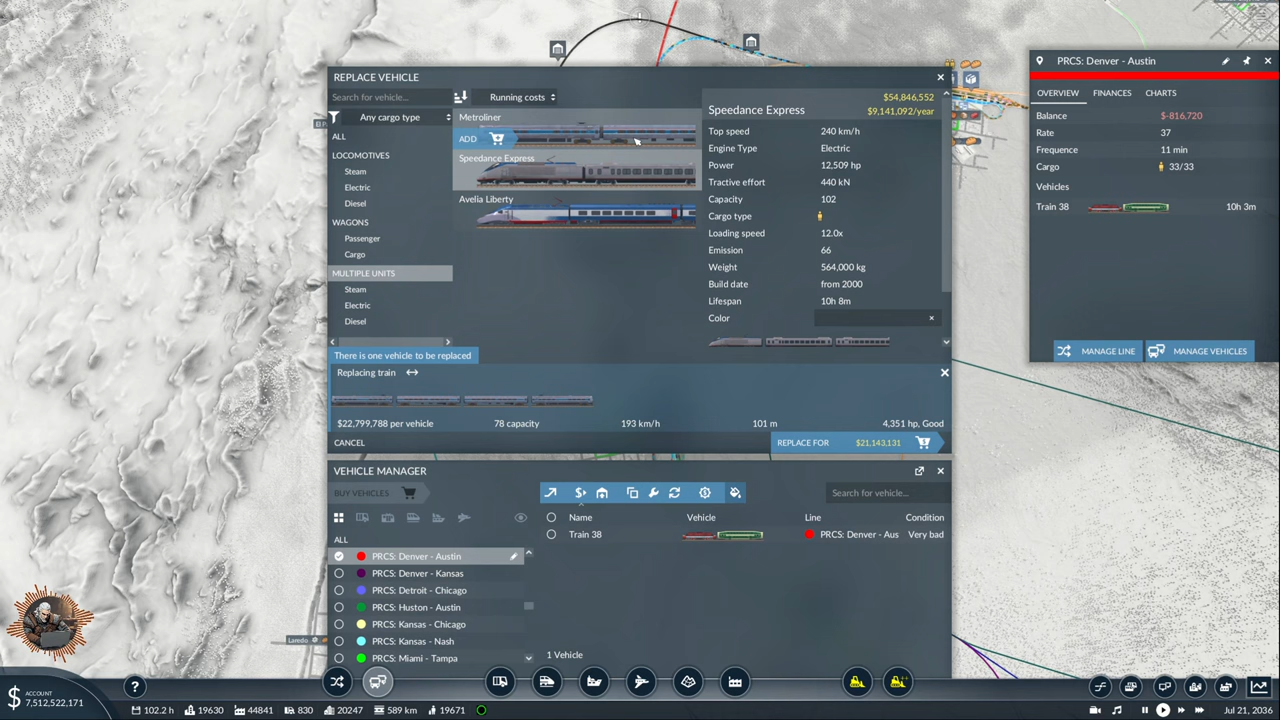 REPLACE VEHICLE
Search for vehicle...
Running costs
Any cargo type
ALL
LOCOMOTIVES
Steam
Electric
Diesel
WAGONS
Passenger
Cargo
MULTIPLE UNITS
Steam
Electric
Diesel
Metroliner
ADD
Speedance Express
Avelia Liberty
$54,846,552
Speedance Express
$9,141,092/year
Top speed 240 km/h
Engine Type Electric
Power 12,509 hp
Tractive effort 440 kN
Capacity 102
Cargo type
Loading speed 12.0x
Emission 66
Weight 564,000 kg
Build date from 2000
Lifespan 10h 8m
Color
There is one vehicle to be replaced
Replacing train
$22,799,788 per vehicle 78 capacity 193 km/h 101 m 4,351 hp, Good
CANCEL
REPLACE FOR $21,143,131
PRCS: Denver - Austin
OVERVIEW FINANCES CHARTS
Balance $-816,720
Rate 37
Frequency 11 min
Cargo 33/33
Vehicles
Train 38 10h 3m
MANAGE LINE MANAGE VEHICLES
VEHICLE MANAGER
BUY VEHICLES
Search for vehicle...
ALL
PRCS: Denver - Austin
PRCS: Denver - Kansas
PRCS: Detroit - Chicago
PRCS: Huston - Austin
PRCS: Kansas - Chicago
PRCS: Kansas - Nash
PRCS: Miami - Tampa
Name Vehicle Line Condition
Train 38 PRCS: Denver - Aus Very bad
1 Vehicle
Laredo
$ ACCOUNT
7,512,522,171
?
102.2 h 19630 44841 830 20247 589 km 19671
Jul 21, 2036